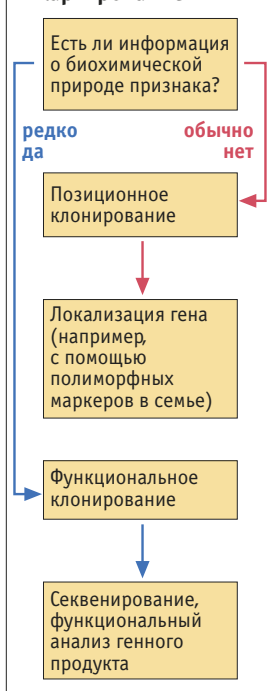 Есть ли информация
о биохимической
природе признака?
редко
да
обычно
нет
Позиционное
клонирование
Локализация гена
(например,
с помощью
полиморфных
маркеров в семье)
Функциональное
клонирование
Секвенирование,
функциональный
анализ генного
продукта